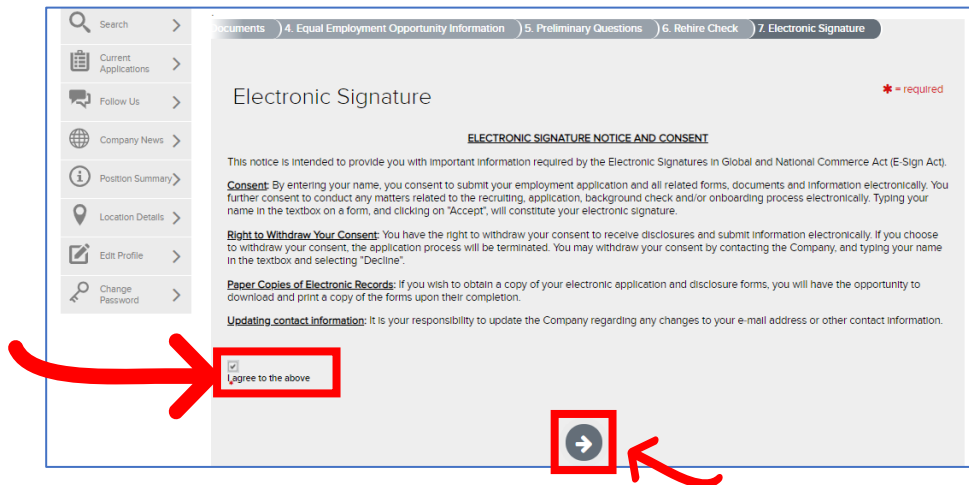 Search
Current
Applications
Follow Us
Company News
Position Summary
Location Details
Edit Profile
Change
Password
ocuments
4. Equal Employment Opportunity Information
5. Preliminary Questions
6. Rehire Check
7. Electronic Signature
Electronic Signature
* = required
ELECTRONIC SIGNATURE NOTICE AND CONSENT
This notice is intended to provide you with important information required by the Electronic Signatures in Global and National Commerce Act (E-Sign Act).
Consent: By entering your name, you consent to submit your employment application and all related forms, documents and information electronically. You
further consent to conduct any matters related to the recruiting, application, background check and/or onboarding process electronically. Typing your
name in the textbox on a form, and clicking on "Accept", will constitute your electronic signature.
Right to Withdraw Your Consent: You have the right to withdraw your consent to receive disclosures and submit information electronically. If you choose
to withdraw your consent, the application process will be terminated. You may withdraw your consent by contacting the Company, and typing your name
in the textbox and selecting "Decline".
Paper Copies of Electronic Records: If you wish to obtain a copy of your electronic application and disclosure forms, you will have the opportunity to
download and print a copy of the forms upon their completion.
Updating contact information: It is your responsibility to update the Company regarding any changes to your e-mail address or other contact information.
I agree to the above